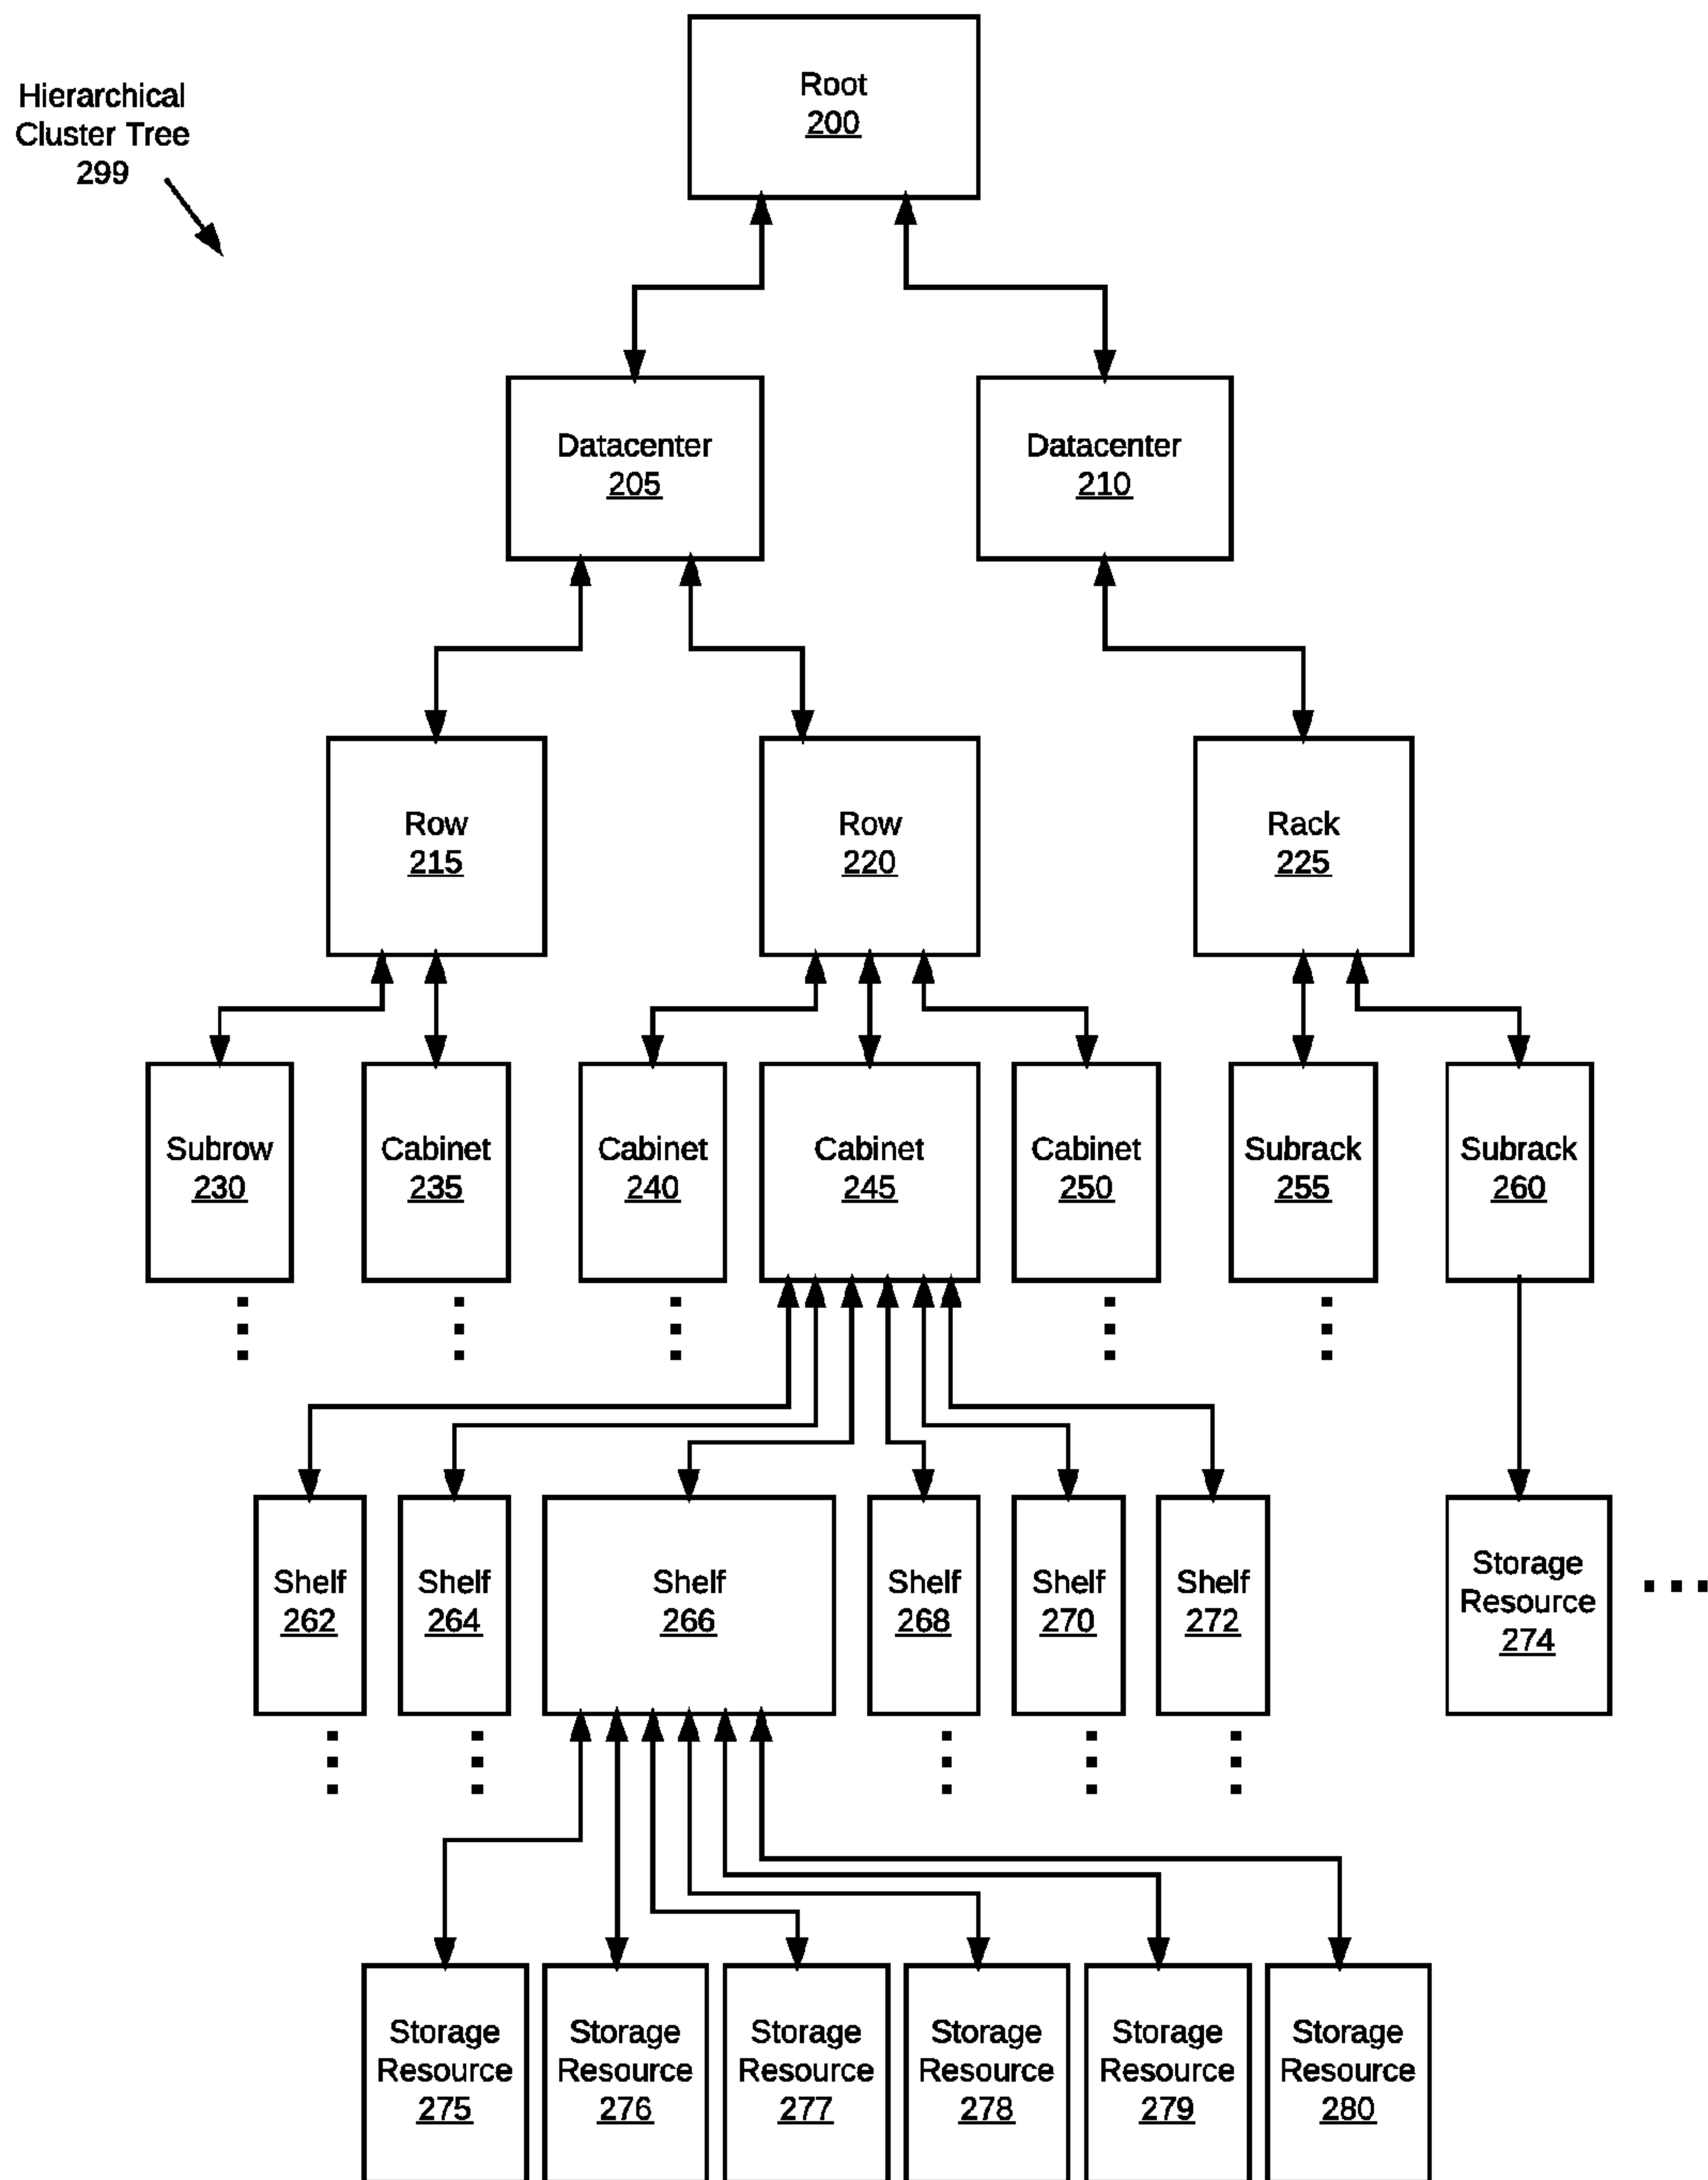 Hierarchical
Cluster Tree
299
Root
200
Datacenter
205
Datacenter
210
Row
215
Row
220
Rack
225
Subrow
230
Cabinet
235
Cabinet
240
Cabinet
245
Cabinet
250
Subrack
255
Subrack
260
Shelf
262
Shelf
264
Shelf
266
Shelf
268
Shelf
270
Shelf
272
Storage
Resource
274
Storage
Resource
275
Storage
Resource
276
Storage
Resource
277
Storage
Resource
278
Storage
Resource
279
Storage
Resource
280